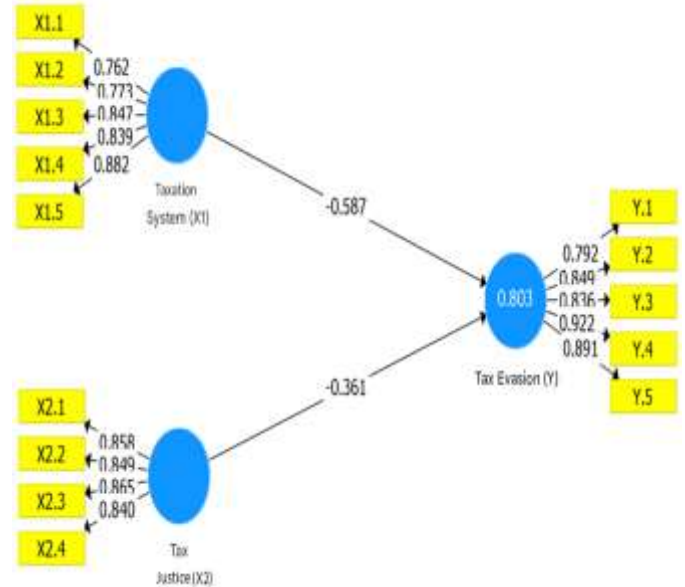 X1.1
X1.2
X1.3
X1.4
X1.5
0.762
0.773
0.847
0.839
0.882
Taxation
System (X1)
-0.587
Y.1
Y.2
Y.3
Y.4
Y.5
0.792
0.849
0.836
0.922
0.891
0.803
Tax Evasion (Y)
-0.361
X2.1
X2.2
X2.3
X2.4
0.858
0.849
0.865
0.840
Tax
Justice(X2)